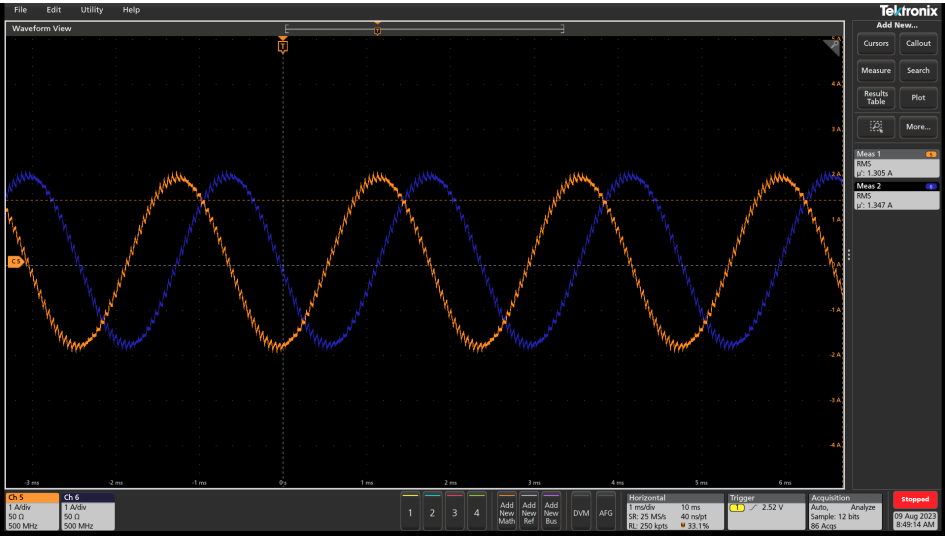 File Edit Utility Help
Tektronix
Waveform View
Add New...
T
T
Cursors Callout
Measure Search
Results Table Plot
More...
4 A
3 A
2 A
1 A
-1 A
-2 A
-3 A
-4 A
C 5
Meas 1 5
RMS
µ': 1.305 A
Meas 2 6
RMS
µ': 1.347 A
-3 ms -2 ms -1 ms 0 s 1 ms 2 ms 3 ms 4 ms 5 ms 6 ms
Ch 5
1 A/div
50 Ω
500 MHz
Ch 6
1 A/div
50 Ω
500 MHz
1 2 3 4
Add New Math
Add New Ref
Add New Bus
DVM
AFG
Horizontal
1 ms/div 10 ms
SR: 25 MS/s 40 ns/pt
RL: 250 kpts 33.1%
Trigger
1 2.52 V
Acquisition
Auto, Analyze
Sample: 12 bits
86 Acqs
Stopped
09 Aug 2023
8:49:14 AM